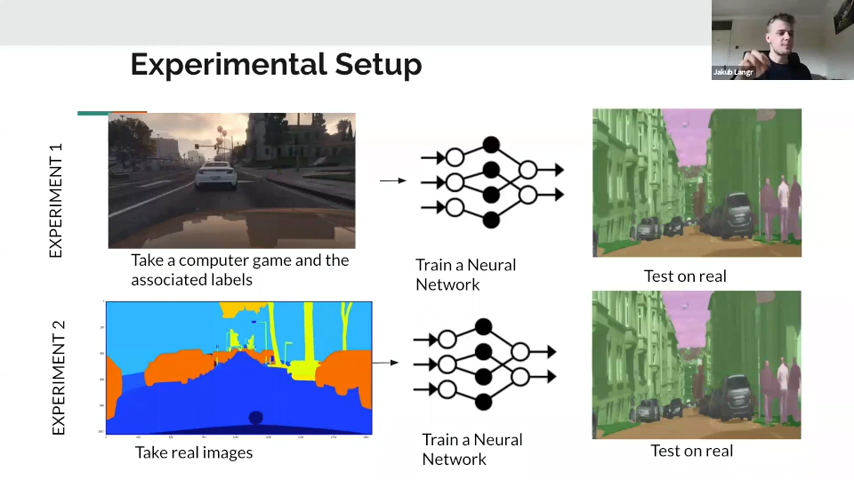 Experimental Setup
Jakub Langr
EXPERIMENT 1
Take a computer game and the
associated labels
Train a Neural
Network
Test on real
EXPERIMENT 2
Take real images
Train a Neural
Network
Test on real